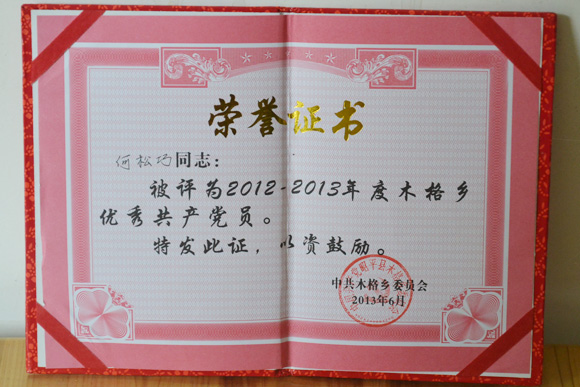 荣誉证书
何松巧同志：
被评为2012-2013年度木格乡
优秀共产党员。
特发此证，以资鼓励。
中共木格乡委员会
2013年6月